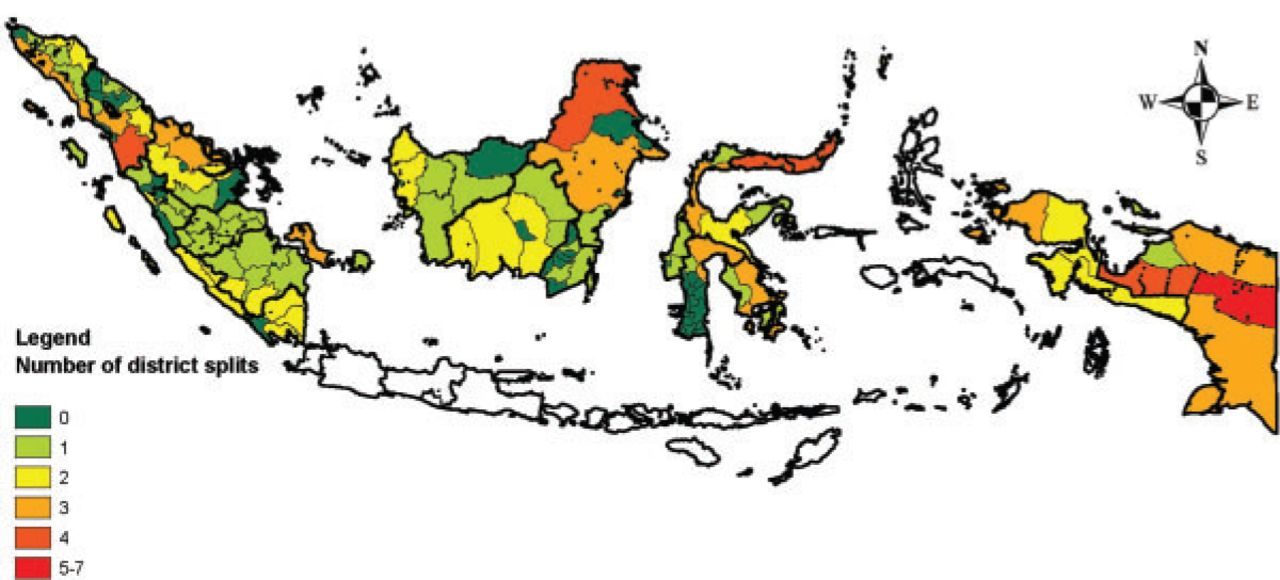 N
W E
S
Legend
Number of district splits
0
1
2
3
4
5-7